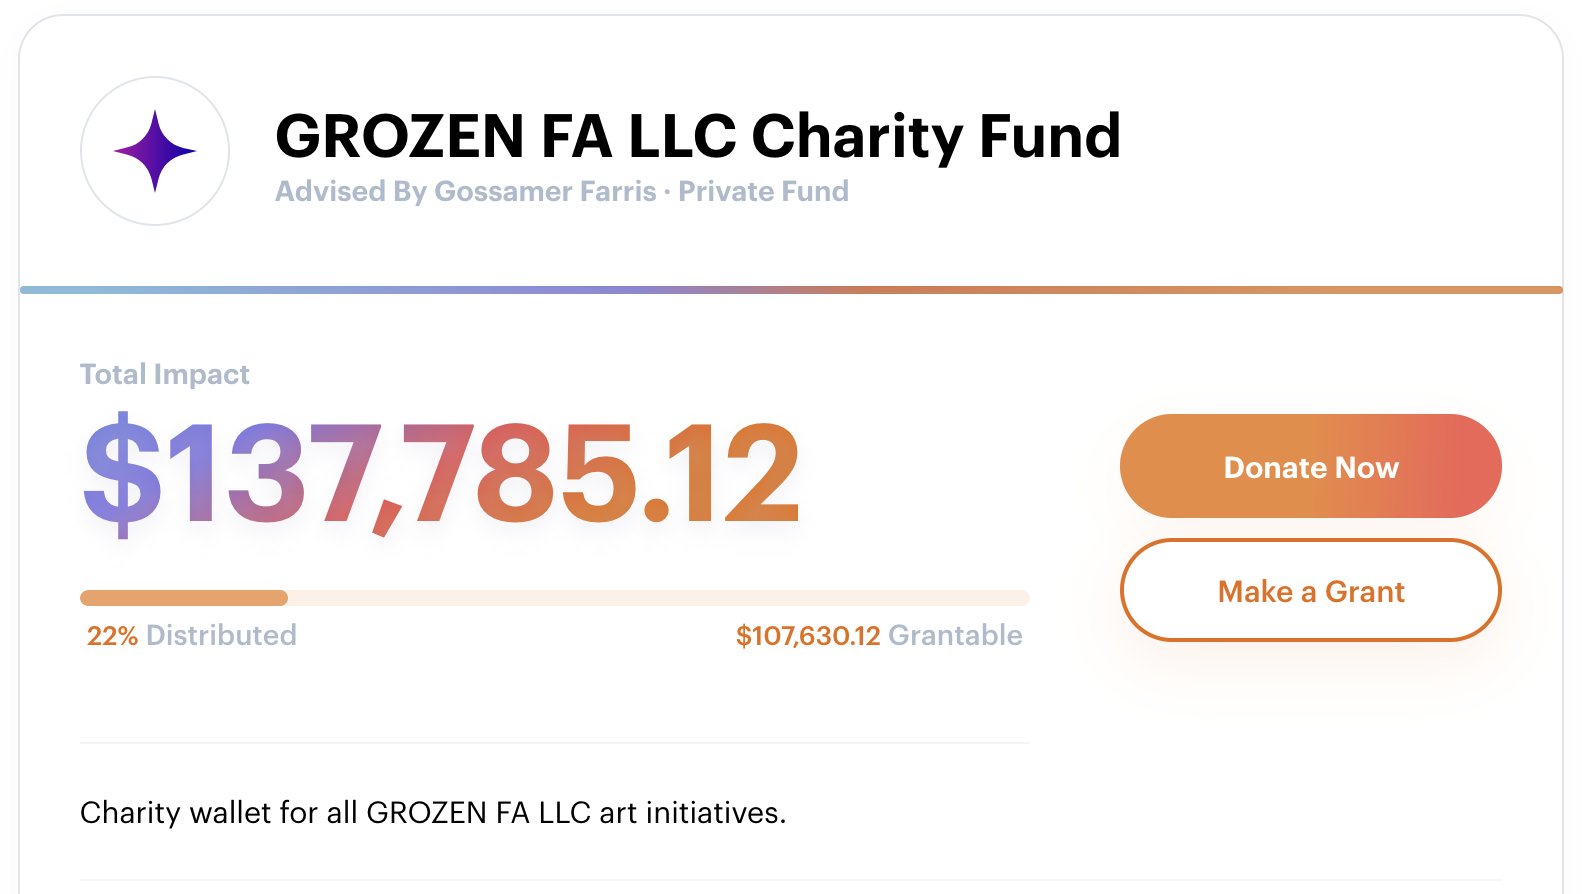 GROZEN FA LLC Charity Fund
Advised By Gossamer Farris · Private Fund
Total Impact
$137,785.12
Donate Now
Make a Grant
22% Distributed
$107,630.12 Grantable
Charity wallet for all GROZEN FA LLC art initiatives.